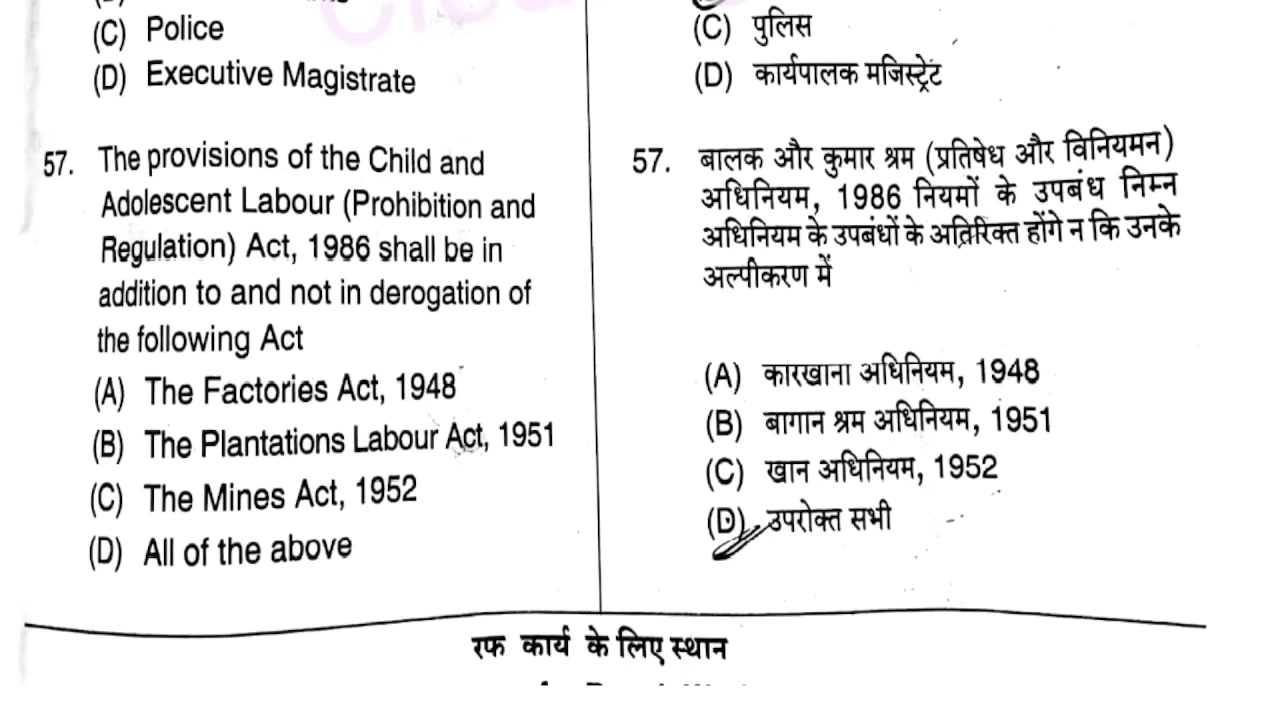 (C) Police
(D) Executive Magistrate
57. The provisions of the Child and
Adolescent Labour (Prohibition and
Regulation) Act, 1986 shall be in
addition to and not in derogation of
the following Act
(A) The Factories Act, 1948
(B) The Plantations Labour Act, 1951
(C) The Mines Act, 1952
(D) All of the above
(C) पुलिस
(D) कार्यपालक मजिस्ट्रेट
57. बालक और कुमार श्रम (प्रतिषेध और विनियमन)
अधिनियम, 1986 नियमों के उपबंध निम्न
अधिनियम के उपबंधों के अतिरिक्त होंगे न कि उनके
अल्पीकरण में
(A) कारखाना अधिनियम, 1948
(B) बागान श्रम अधिनियम, 1951
(C) खान अधिनियम, 1952
(D) उपरोक्त सभी
रफ कार्य के लिए स्थान